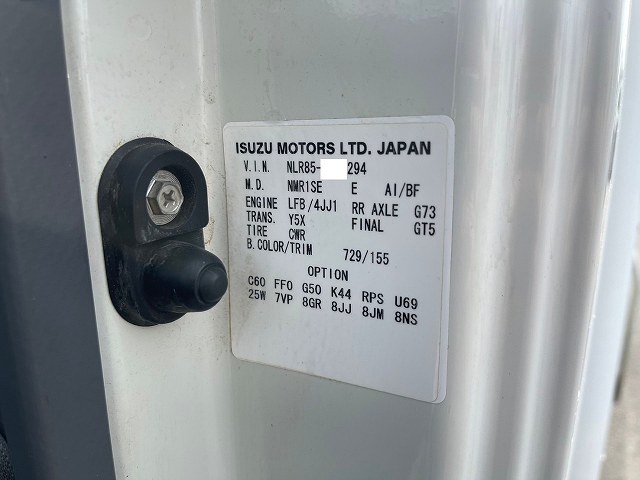 ISUZU MOTORS LTD. JAPAN
V.I.N. NLR85- 294
M.D. NMR1SE E AI/BF
ENGINE LFB/4JJ1 RR AXLE G73
TRANS. Y5X FINAL GT5
TIRE CWR
B.COLOR/TRIM 729/155
OPTION
C60 FF0 G50 K44 RPS U69
25W 7VP 8GR 8JJ 8JM 8NS